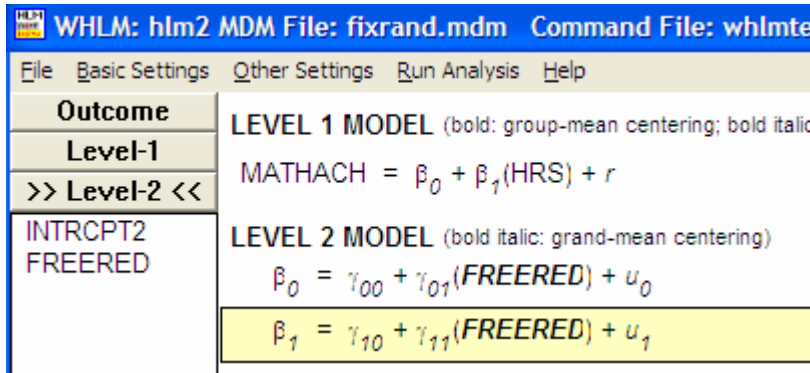 WHLM: hlm2 MDM File: fixrand.mdm Command File: whlmte
File Basic Settings Other Settings Run Analysis Help
Outcome
Level-1
>> Level-2 <<
INTRCPT2
FREERED
LEVEL 1 MODEL (bold: group-mean centering; bold italic
MATHACH = β0 + β1(HRS) + r
LEVEL 2 MODEL (bold italic: grand-mean centering)
β0 = γ00 + γ01(FREERED) + u0
β1 = γ10 + γ11(FREERED) + u1